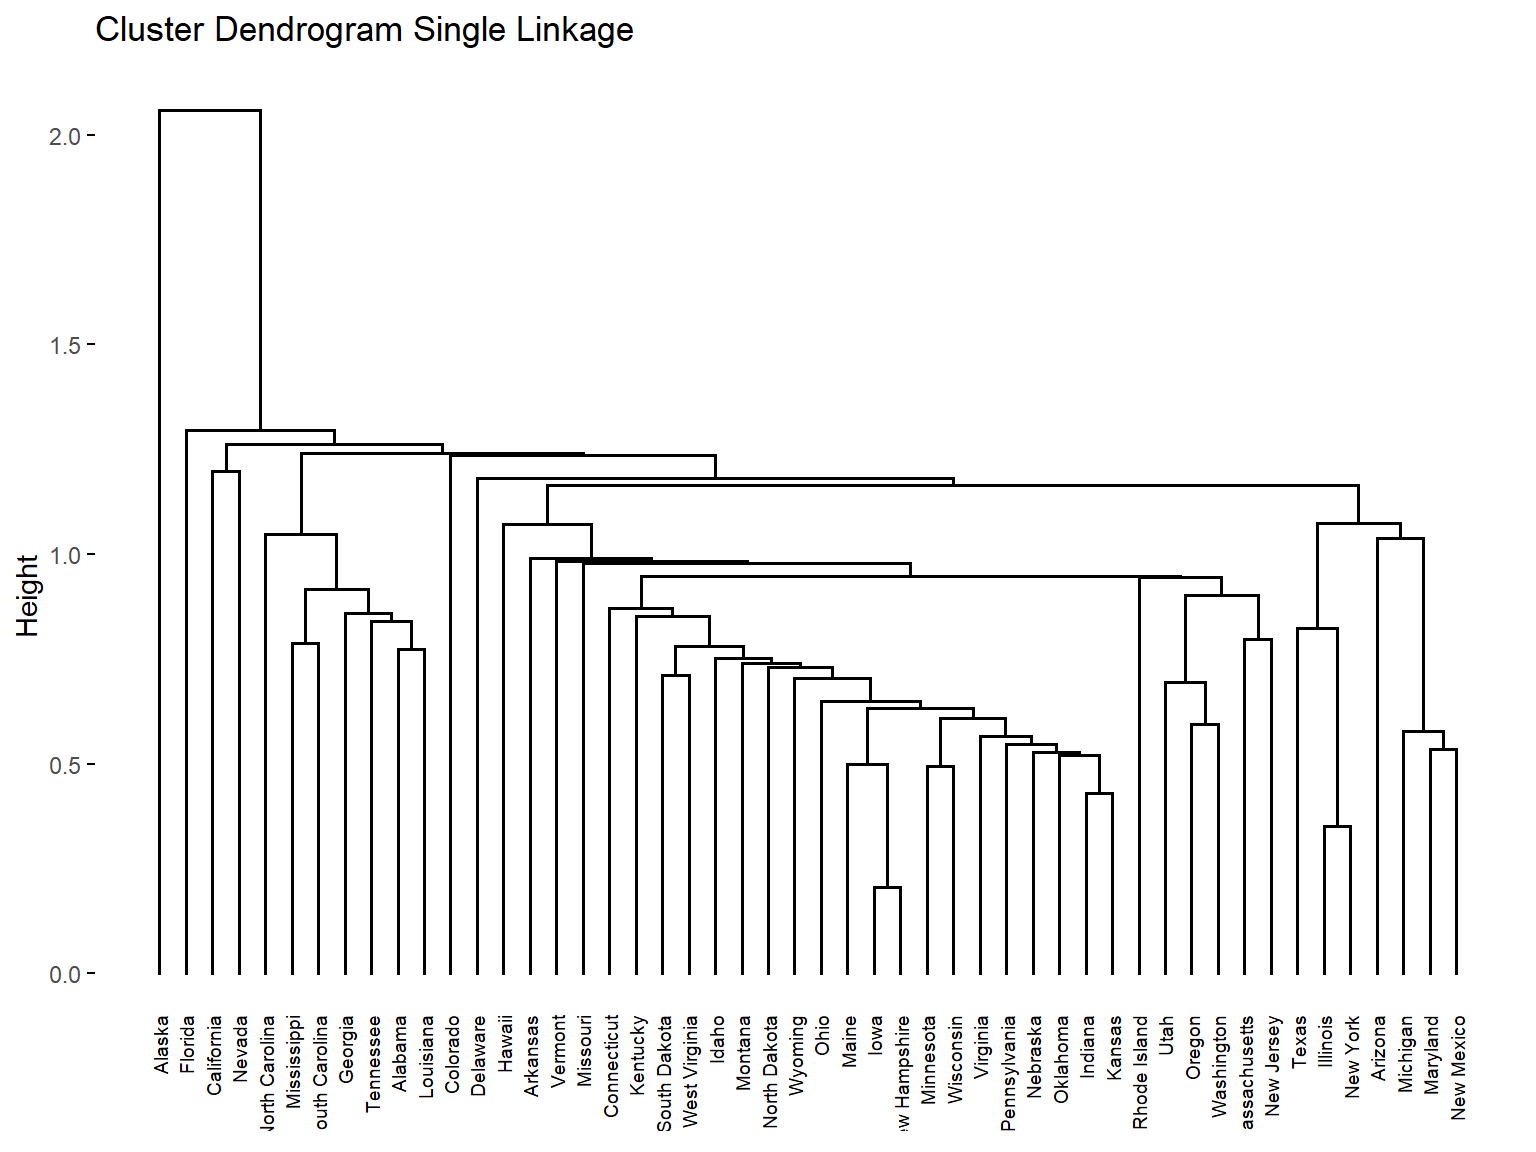 Cluster Dendrogram Single Linkage
Height
2.0
1.5
1.0
0.5
0.0
Alaska
Florida
California
Nevada
North Carolina
Mississippi
outh Carolina
Georgia
Tennessee
Alabama
Louisiana
Colorado
Delaware
Hawaii
Arkansas
Vermont
Missouri
Connecticut
Kentucky
South Dakota
West Virginia
Idaho
Montana
North Dakota
Wyoming
Ohio
Maine
Iowa
ew Hampshire
Minnesota
Wisconsin
Virginia
Pennsylvania
Nebraska
Oklahoma
Indiana
Kansas
Rhode Island
Utah
Oregon
Washington
assachusetts
New Jersey
Texas
Illinois
New York
Arizona
Michigan
Maryland
New Mexico